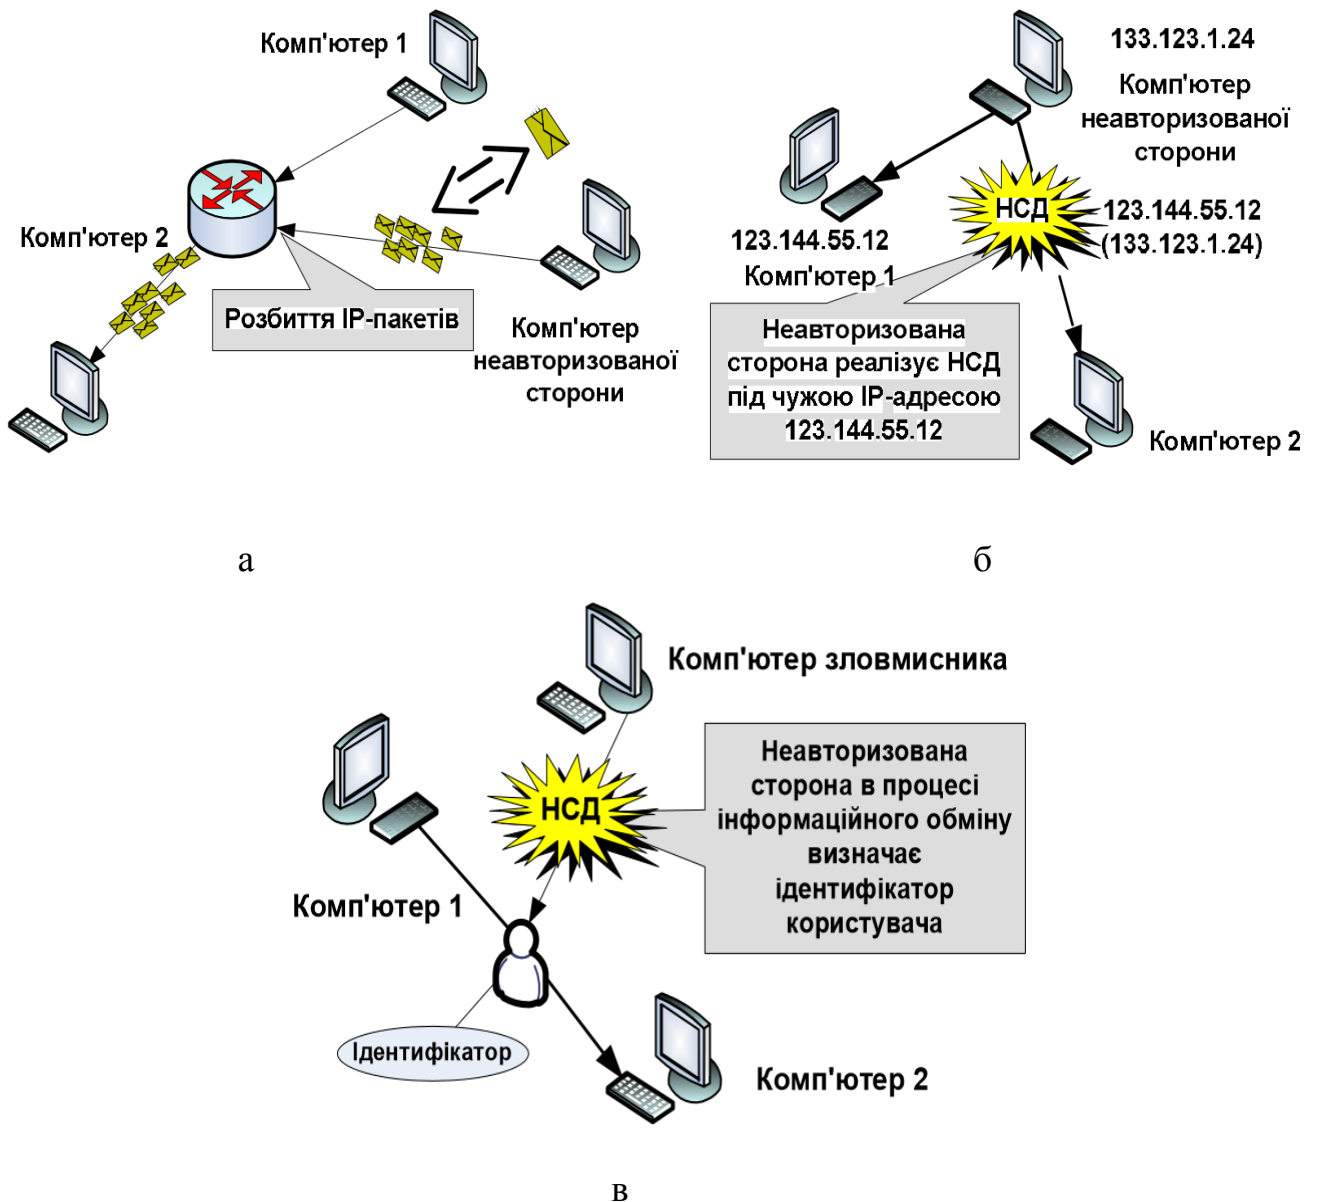 Комп'ютер 1
Комп'ютер 2
Розбиття IP-пакетів
Комп'ютер
неавторизованої
сторони
а
133.123.1.24
Комп'ютер
неавторизованої
сторони
НСД
123.144.55.12
(133.123.1.24)
123.144.55.12
Комп'ютер 1
Неавторизована
сторона реалізує НСД
під чужою IP-адресою
123.144.55.12
Комп'ютер 2
б
Комп'ютер зловмисника
НСД
Неавторизована
сторона в процесі
інформаційного обміну
визначає
ідентифікатор
користувача
Комп'ютер 1
Ідентифікатор
Комп'ютер 2
в